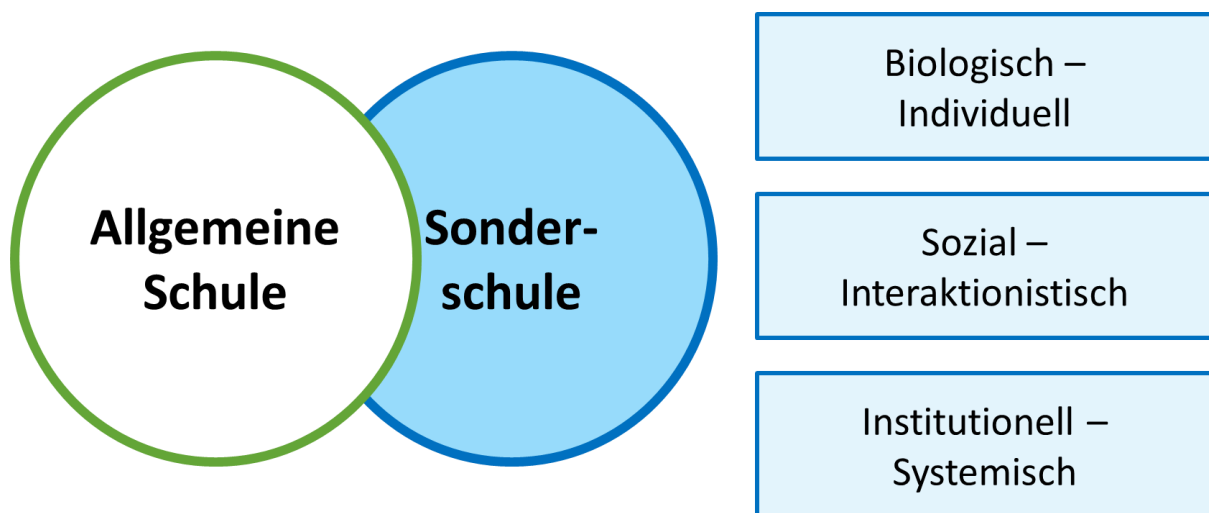 Allgemeine
Schule
Sonder-
schule
Biologisch –
Individuell
Sozial –
Interaktionistisch
Institutionell –
Systemisch